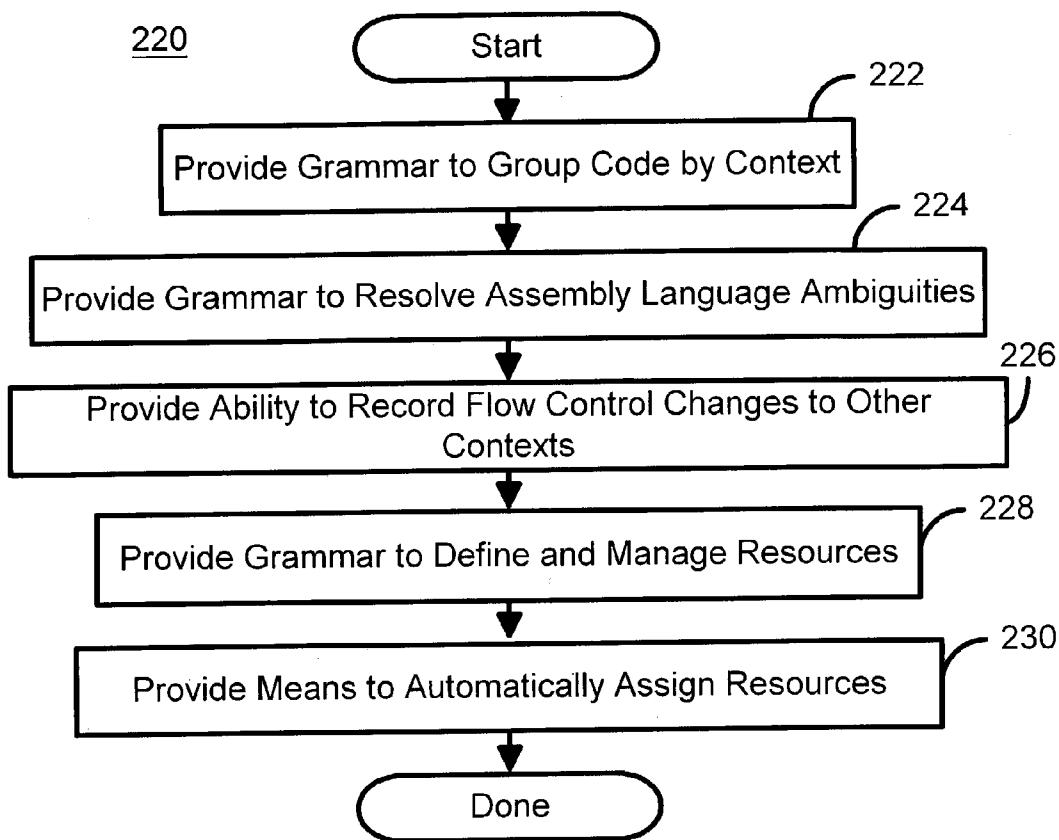 220
Start
222
Provide Grammar to Group Code by Context
224
Provide Grammar to Resolve Assembly Language Ambiguities
226
Provide Ability to Record Flow Control Changes to Other
Contexts
228
Provide Grammar to Define and Manage Resources
230
Provide Means to Automatically Assign Resources
Done